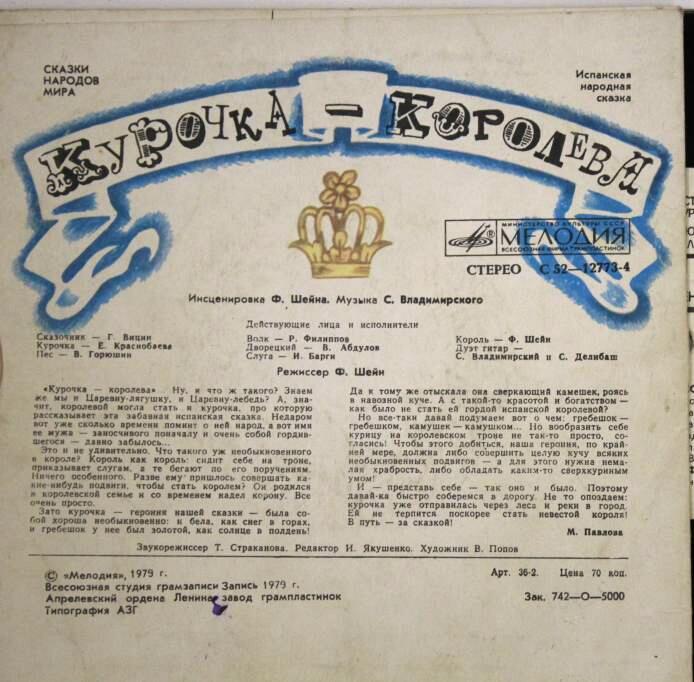 СКАЗКИ
НАРОДОВ
МИРА
Испанская
народная
сказка
КУРОЧКА — КОРОЛЕВА
МИНИСТЕРСТВО КУЛЬТУРЫ СССР
МЕЛОДИЯ
ВСЕСОЮЗНАЯ ФИРМА ГРАМПЛАСТИНОК
СТЕРЕО С 52—12773-4
Инсценировка Ф. Шейна. Музыка С. Владимирского
Действующие лица и исполнители
Сказочник — Г. Вицин
Курочка — Е. Краснобаева
Пес — В. Горюшин
Волк — Р. Филиппов
Дворецкий — В. Абдулов
Слуга — И. Барги
Король — Ф. Шейн
Дуэт гитар —
С. Владимирский и С. Делибаш
Режиссер Ф. Шейн
«Курочка — королева»... Ну, и что ж такого? Знаем
же мы и Царевну-лягушку, и Царевну-лебедь? А, зна-
чит, королевой могла стать и курочка, про которую
рассказывает эта забавная испанская сказка. Недаром
вот уже сколько времени помнит о ней народ, а вот имя
ее мужа — заносчивого поначалу и очень собой гордив-
шегося — давно забылось...
Это и не удивительно. Что такого уж необыкновенного
в короле? Король как король: сидит себе на троне,
приказывает слугам, а те бегают по его поручениям.
Ничего особенного. Разве ему пришлось совершать ка-
кие-нибудь подвиги, чтобы стать королем? Он родился
в королевской семье и со временем надел корону. Все
очень просто.
Зато курочка — героиня нашей сказки — была со-
бой хороша необыкновенно: и бела, как снег в горах,
и гребешок у нее был золотой, как солнце в полдень!
Да к тому же отыскала она сверкающий камешек, роясь
в навозной куче. А с такой-то красотой и богатством —
как было не стать ей гордой испанской королевой?
Но все-таки давай подумаем вот о чем: гребешок —
гребешком, камушек — камушком... Но вообразить себе
курицу на королевском троне не так-то просто, со-
гласись! Чтобы этого добиться, наша героиня, по край-
ней мере, должна либо совершить целую кучу всяких
необыкновенных подвигов — а для этого нужна нема-
лая храбрость, либо обладать каким-то сверхкуриным
умом!
И — представь себе — так оно и было. Поэтому
давай-ка быстро соберемся в дорогу. Не то опоздаем:
курочка уже отправилась через леса и реки в город.
Ей не терпится поскорее стать невестой короля!
В путь — за сказкой!
М. Павлова
Звукорежиссер Т. Страканова. Редактор И. Якушенко. Художник В. Попов
© «Мелодия», 1979 г.
Всесоюзная студия грамзаписи Запись 1979 г.
Апрелевский ордена Ленина завод грампластинок
Типография АЗГ
Арт. 36-2. Цена 70 коп.
Зак. 742—О—5000